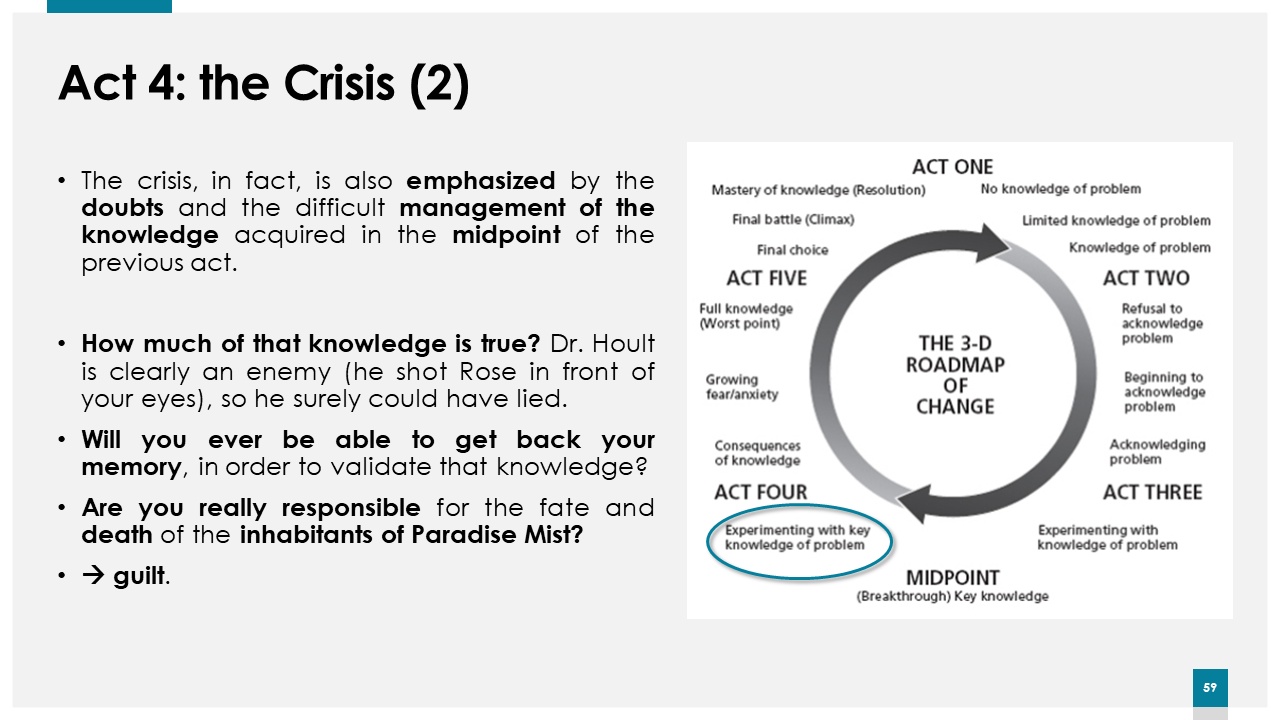 Act 4: the Crisis (2)
• The crisis, in fact, is also emphasized by the
doubts and the difficult management of the
knowledge acquired in the midpoint of the
previous act.
• How much of that knowledge is true? Dr. Hoult
is clearly an enemy (he shot Rose in front of
your eyes), so he surely could have lied.
• Will you ever be able to get back your
memory, in order to validate that knowledge?
• Are you really responsible for the fate and
death of the inhabitants of Paradise Mist?
• → guilt.
ACT ONE
Mastery of knowledge (Resolution)
No knowledge of problem
Final battle (Climax)
Limited knowledge of problem
Final choice
Knowledge of problem
ACT FIVE
ACT TWO
Full knowledge
(Worst point)
Refusal to
acknowledge
problem
THE 3-D
ROADMAP
OF
CHANGE
Growing
fear/anxiety
Beginning to
acknowledge
problem
Consequences
of knowledge
Acknowledging
problem
ACT FOUR
ACT THREE
Experimenting with key
knowledge of problem
Experimenting with
knowledge of problem
MIDPOINT
(Breakthrough) Key knowledge
59